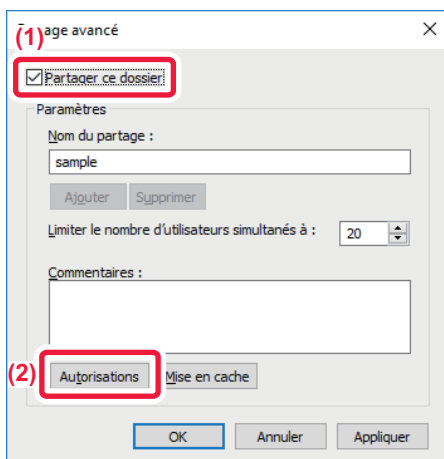 (1)
age avancé
Partager ce dossier
Paramètres
Nom du partage :
sample
Ajouter Supprimer
Limiter le nombre d'utilisateurs simultanés à : 20
Commentaires :
(2) Autorisations Mise en cache
OK Annuler Appliquer